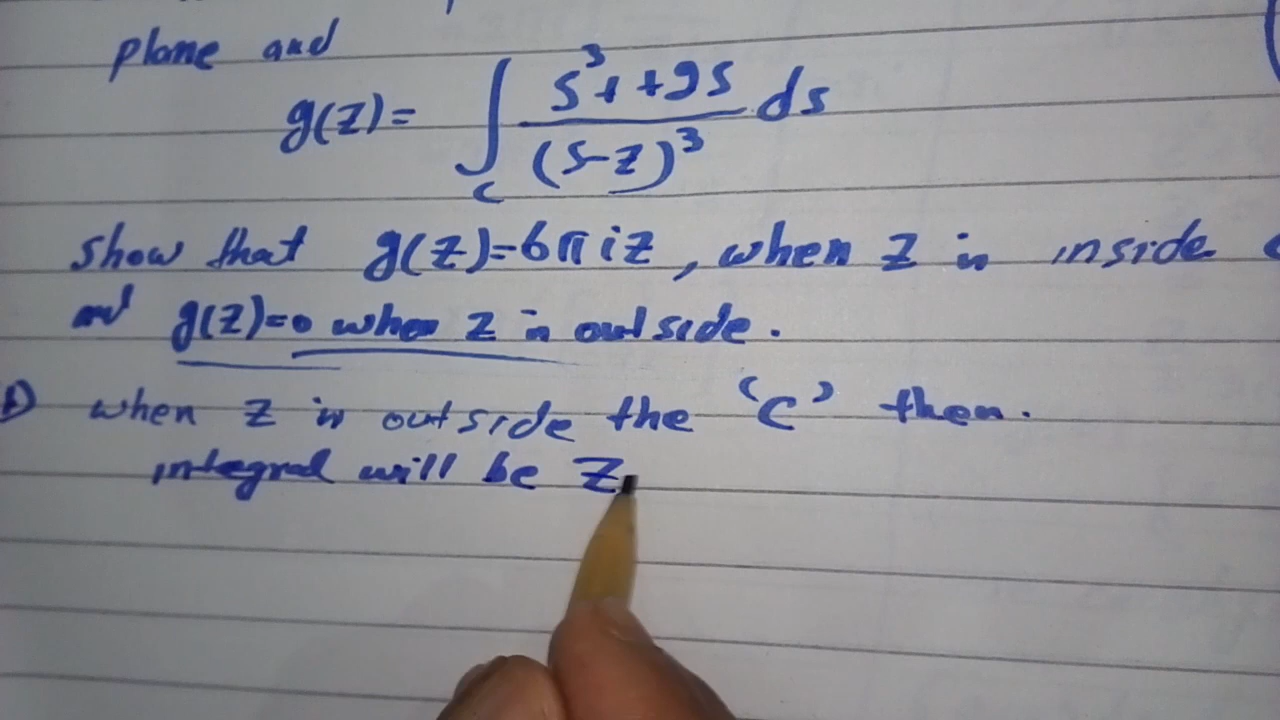 plane and
g(z)= ∫_C (s³+ +9s)/(s-z)³ ds
show that g(z)=6πiz, when z is inside
and g(z)=0 when z is outside.
when z is outside the 'C' then.
integral will be Z